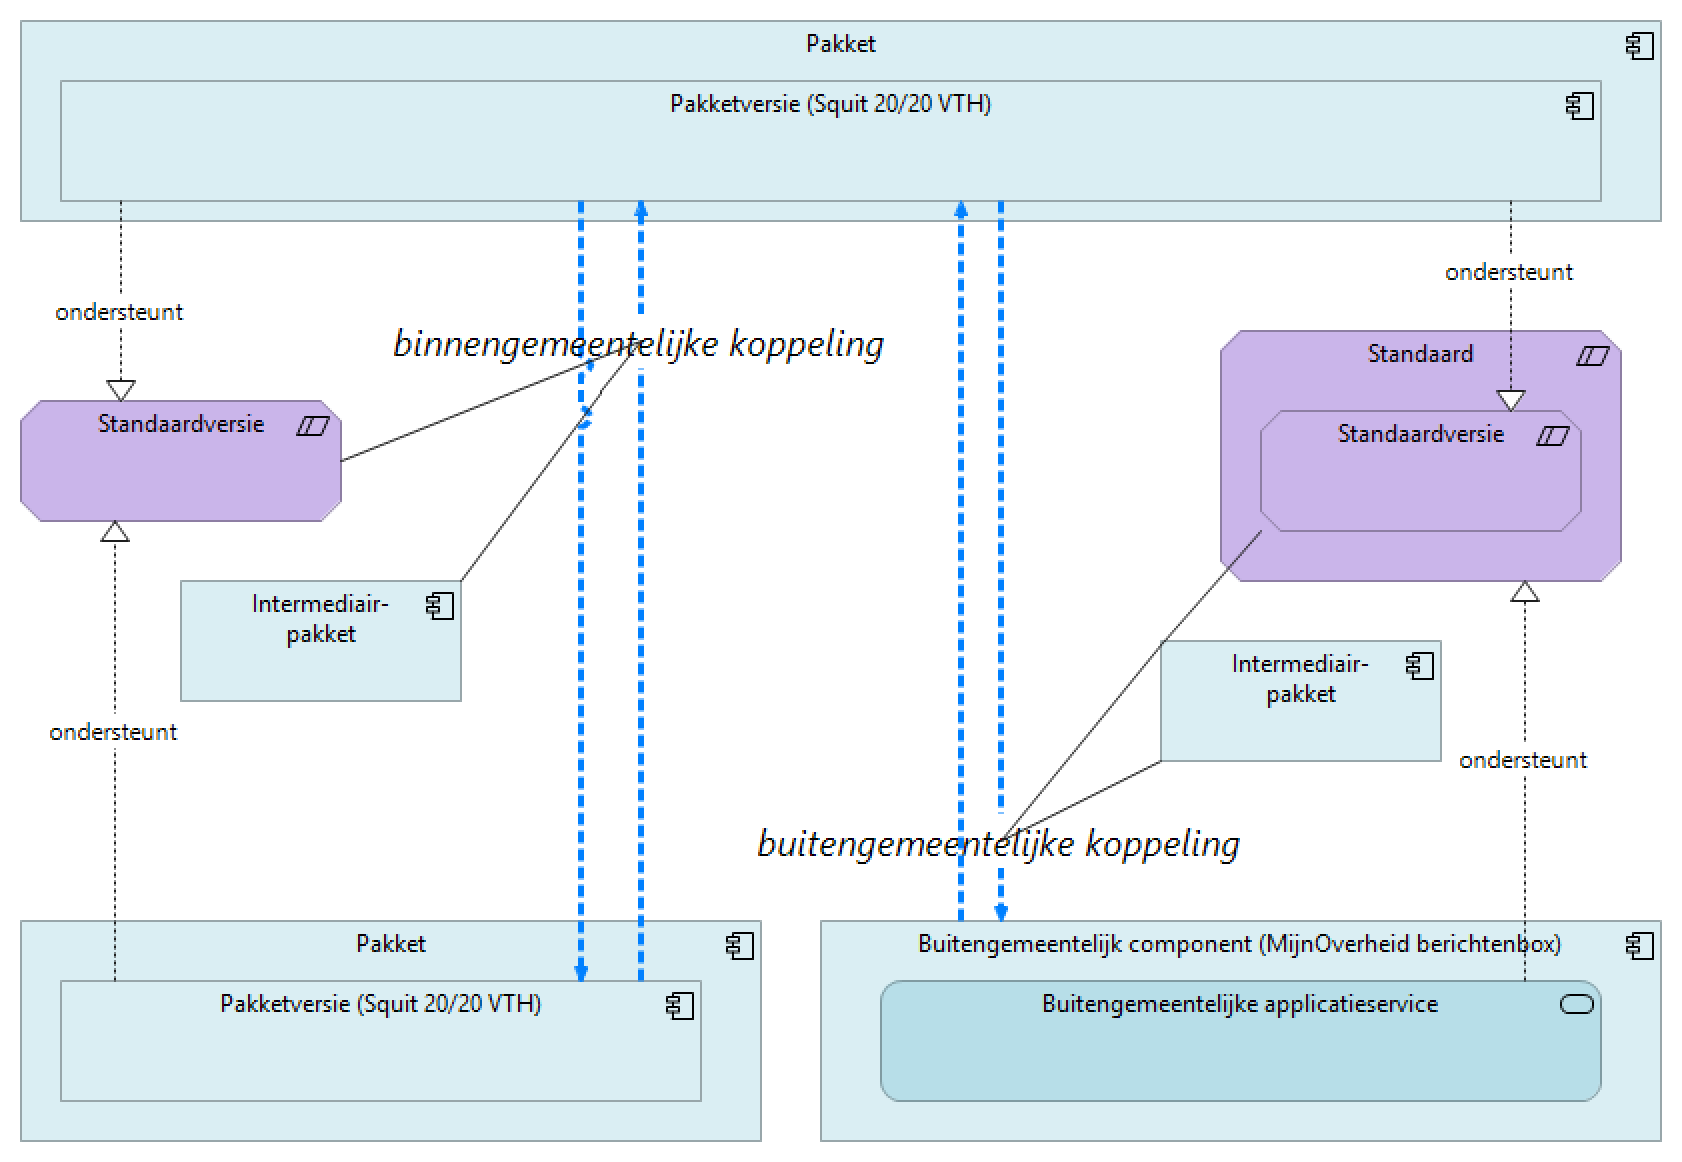 Pakket
Pakketversie (Squit 20/20 VTH)
ondersteunt
ondersteunt
binnengemeentelijke koppeling
Standaard
Standaardversie
Standaardversie
Intermediair-
pakket
Intermediair-
pakket
ondersteunt
ondersteunt
buitengemeentelijke koppeling
Pakket
Pakketversie (Squit 20/20 VTH)
Buitengemeentelijk component (MijnOverheid berichtenbox)
Buitengemeentelijke applicatieservice